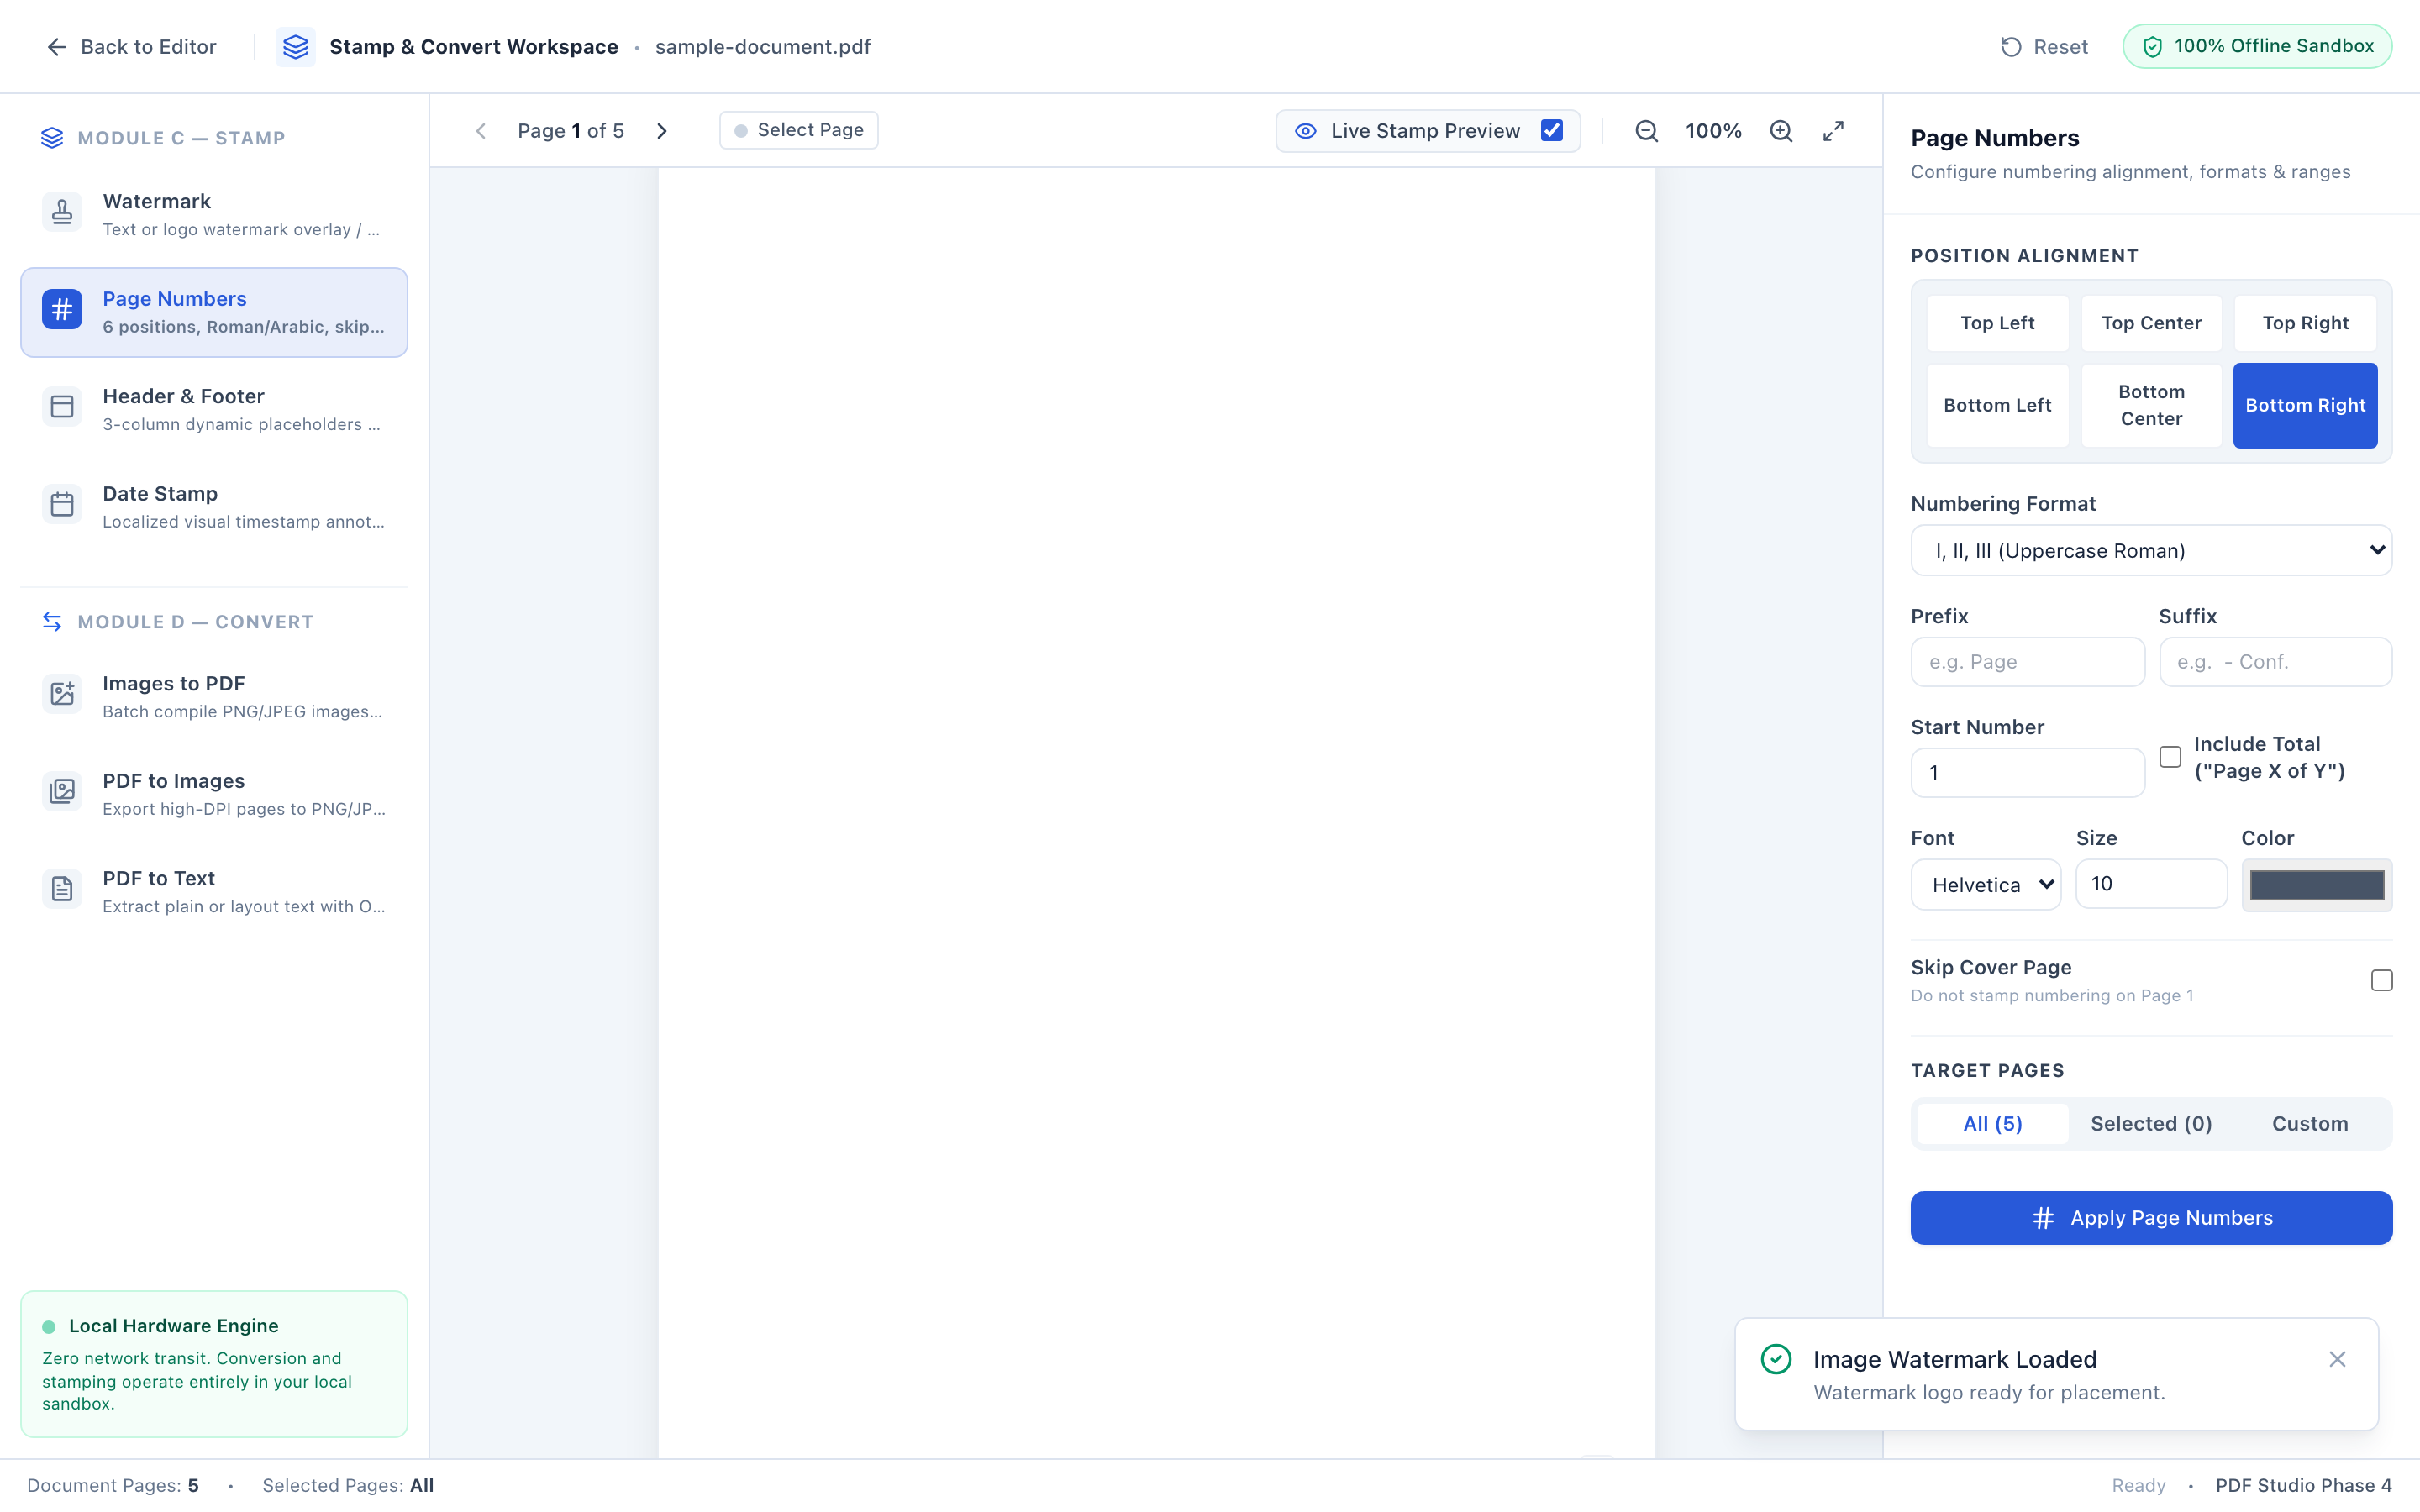 Back to Editor
Stamp & Convert Workspace • sample-document.pdf
Reset
100% Offline Sandbox
MODULE C — STAMP
Watermark
Text or logo watermark overlay / ...
Page Numbers
6 positions, Roman/Arabic, skip...
Header & Footer
3-column dynamic placeholders ...
Date Stamp
Localized visual timestamp annot...
MODULE D — CONVERT
Images to PDF
Batch compile PNG/JPEG images...
PDF to Images
Export high-DPI pages to PNG/JP...
PDF to Text
Extract plain or layout text with O...
Local Hardware Engine
Zero network transit. Conversion and
stamping operate entirely in your local
sandbox.
Page 1 of 5
Select Page
Live Stamp Preview
100%
Page Numbers
Configure numbering alignment, formats & ranges
POSITION ALIGNMENT
Top Left
Top Center
Top Right
Bottom Left
Bottom
Center
Bottom Right
Numbering Format
I, II, III (Uppercase Roman)
Prefix
Suffix
e.g. Page
e.g.  - Conf.
Start Number
1
Include Total
("Page X of Y")
Font
Size
Color
Helvetica
10
Skip Cover Page
Do not stamp numbering on Page 1
TARGET PAGES
All (5)
Selected (0)
Custom
# Apply Page Numbers
Image Watermark Loaded
Watermark logo ready for placement.
Document Pages: 5 • Selected Pages: All
Ready • PDF Studio Phase 4